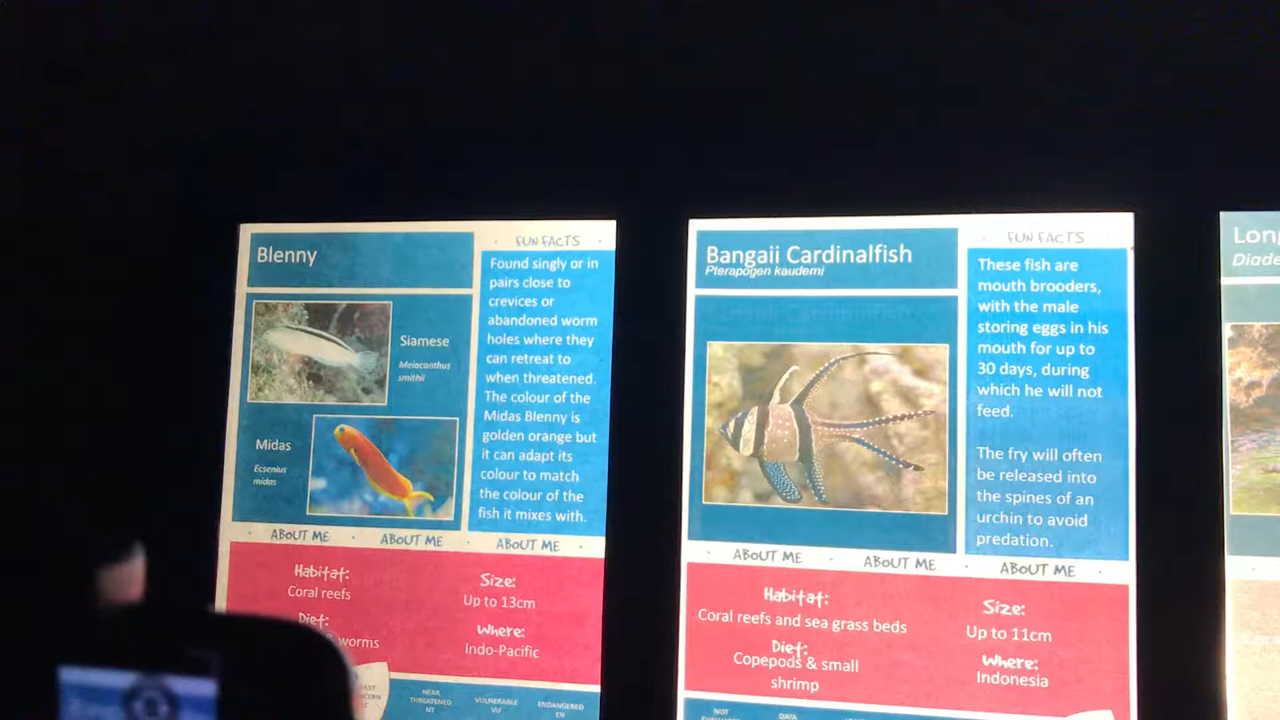 Blenny
FUN FACTS
Found singly or in
pairs close to
crevices or
abandoned worm
holes where they
can retreat to
when threatened.
The colour of the
Midas Blenny is
golden orange but
it can adapt its
colour to match
the colour of the
fish it mixes with.
Siamese
Meiacanthus
smithii
Midas
Ecsenius
midas
ABOUT ME
ABOUT ME
ABOUT ME
Habitat:
Coral reefs
Size:
Up to 13cm
Diet:
worms
Where:
Indo-Pacific
NEAR
THREATENED
NT
VULNERABLE
VU
ENDANGERED
EN
Bangaii Cardinalfish
Pterapogen kauderni
FUN FACTS
These fish are
mouth brooders,
with the male
storing eggs in his
mouth for up to
30 days, during
which he will not
feed.
The fry will often
be released into
the spines of an
urchin to avoid
predation.
ABOUT ME
ABOUT ME
ABOUT ME
Habitat:
Coral reefs and sea grass beds
Size:
Up to 11cm
Diet:
Copepods & small
shrimp
Where:
Indonesia
NOT
DATA